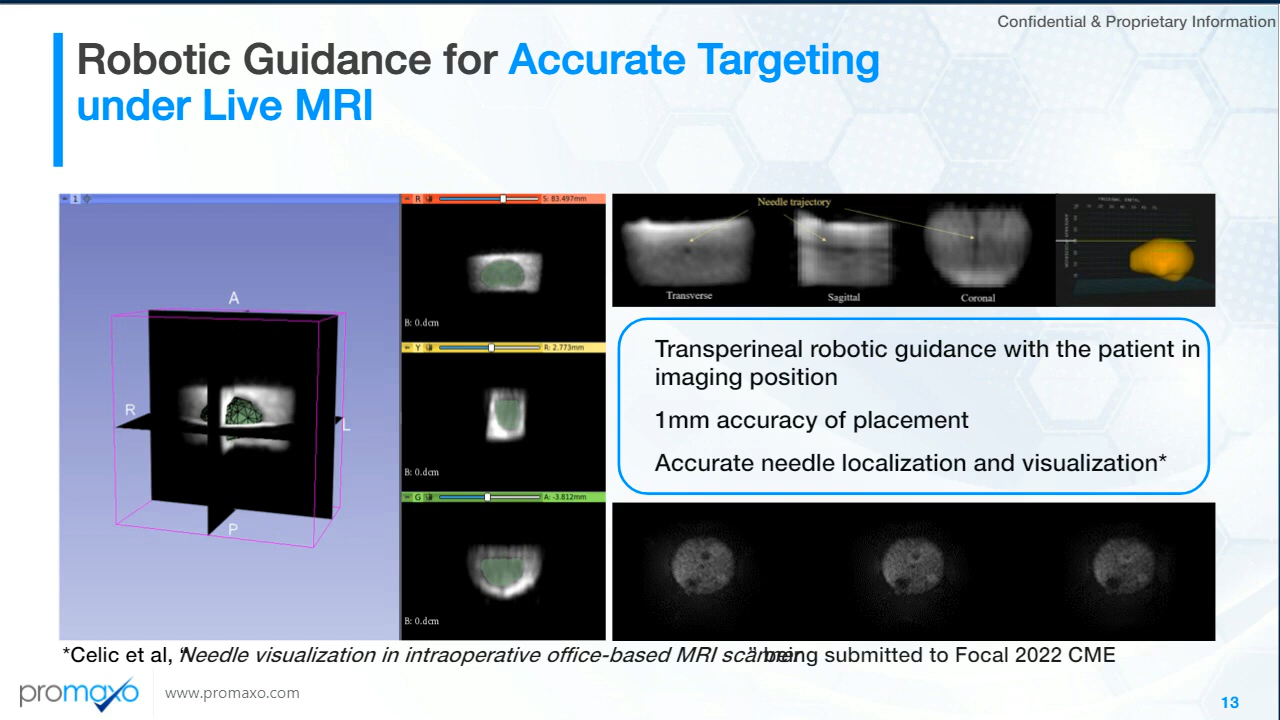 Confidential & Proprietary Information
Robotic Guidance for Accurate Targeting
under Live MRI
1
A
R
L
P
R
S: 83.497mm
B: 0.dcm
Y
R: 2.773mm
B: 0.dcm
G
A: -3.812mm
B: 0.dcm
Needle trajectory
Transverse
Sagittal
Coronal
Transperineal robotic guidance with the patient in
imaging position
1mm accuracy of placement
Accurate needle localization and visualization*
*Celic et al, “Needle visualization in intraoperative office-based MRI scanner” being submitted to Focal 2022 CME
promaxo
www.promaxo.com
13